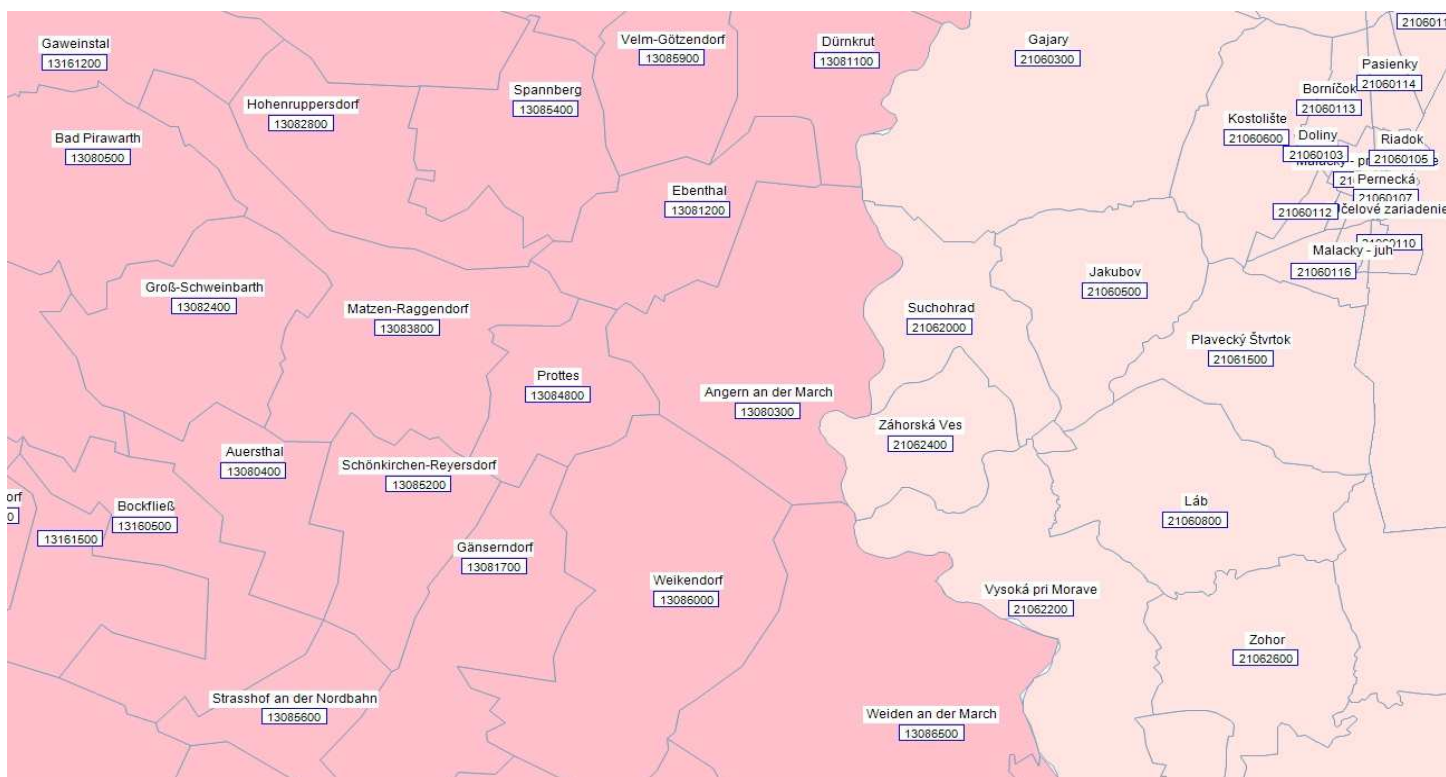 Gaweinstal
13161200
Velm-Götzendorf
13085900
Dürnkrut
13081100
Gajary
21060300
Pasienky
21060114
Spannberg
13085400
Borníčok
21060113
Hohenruppersdorf
13082800
Kostolište
21060600
Bad Pirawarth
13080500
Doliny
21060103
Riadok
21060105
Pernecká
21060107
Ebenthal
13081200
21060112
Účelové zariadenie
21060110
Malacky - juh
21060116
Jakubov
21060500
Groß-Schweinbarth
13082400
Matzen-Raggendorf
13083800
Suchohrad
21062000
Plavecký Štvrtok
21061500
Prottes
13084800
Angern an der March
13080300
Záhorská Ves
21062400
Auersthal
13080400
Schönkirchen-Reyersdorf
13085200
Bockfließ
13160500
13161500
Láb
21060800
Gänserndorf
13081700
Weikendorf
13086000
Vysoká pri Morave
21062200
Zohor
21062600
Strasshof an der Nordbahn
13085600
Weiden an der March
13086500